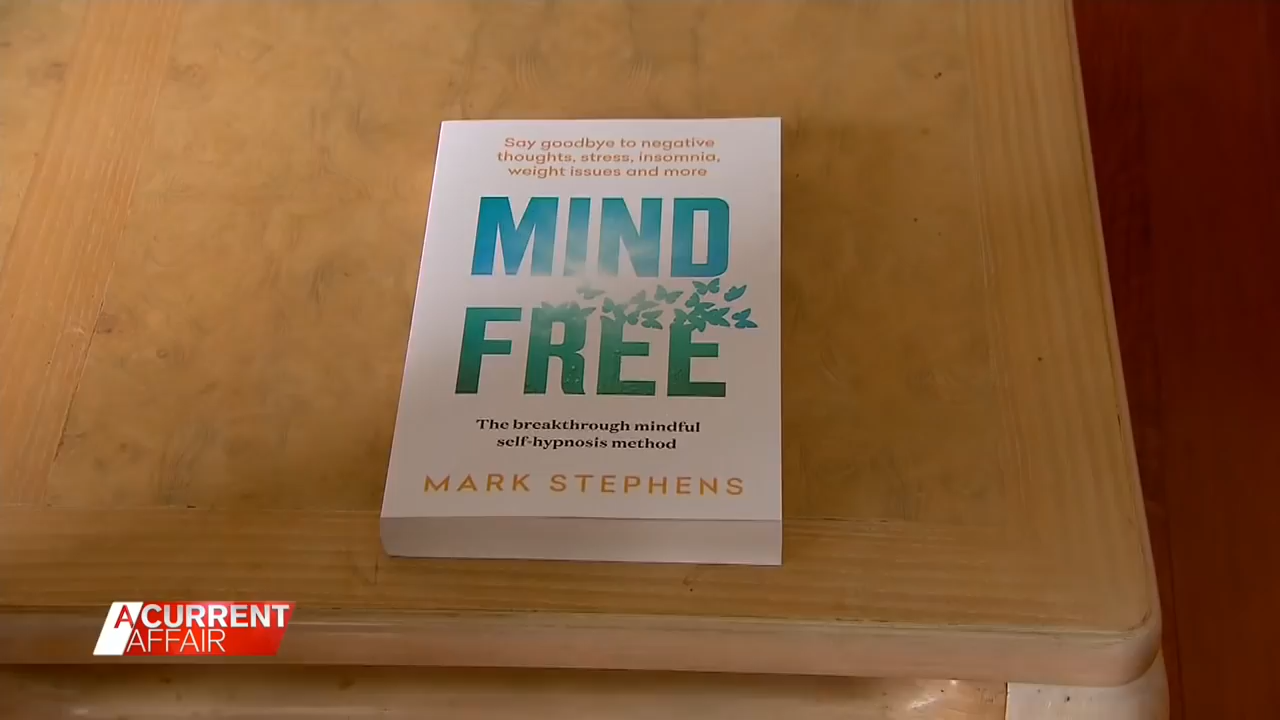 Say goodbye to negative
thoughts, stress, insomnia,
weight issues and more
MIND
FREE
The breakthrough mindful
self-hypnosis method
MARK STEPHENS
A CURRENT
AFFAIR